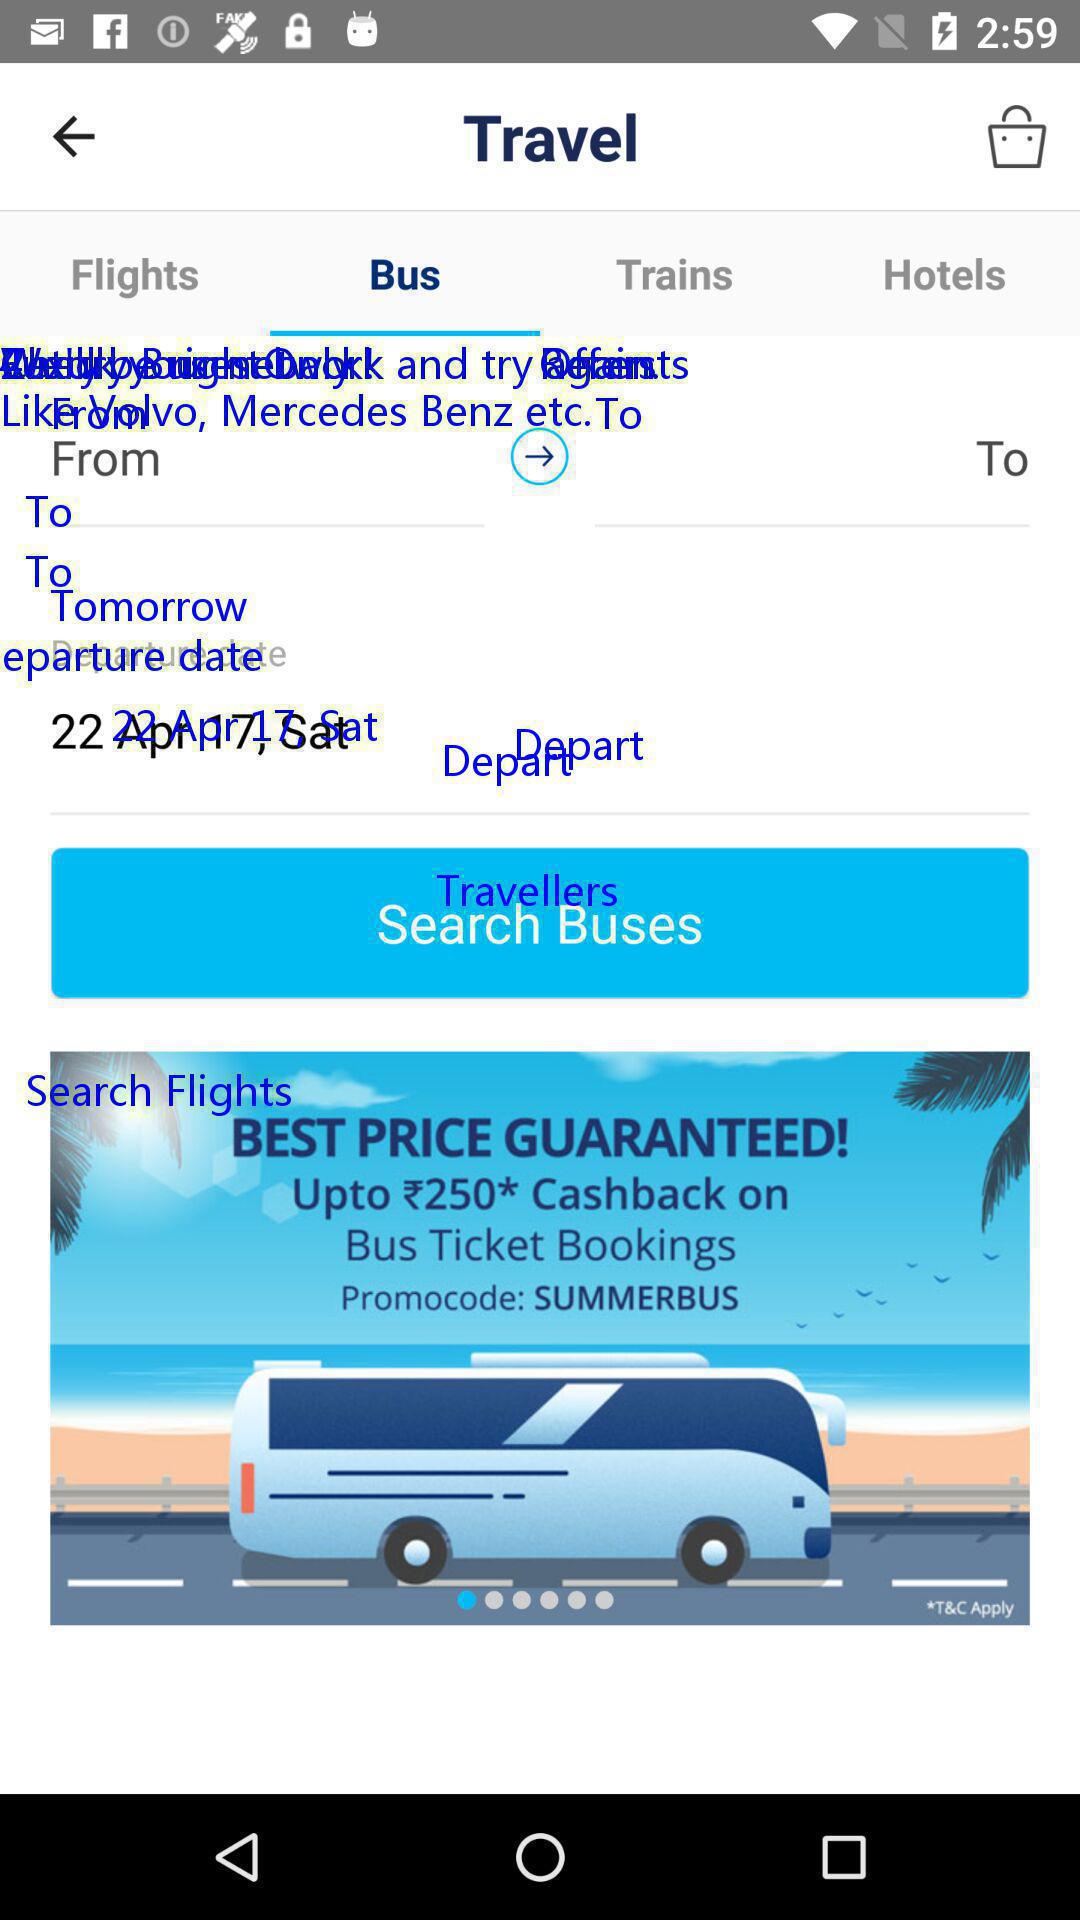 FAKE
2:59
Travel
Flights Bus Trains Hotels
and try
Like Volvo, Mercedes Benz etc.
From To
From To
To
To
Tomorrow
Departure date
eparture date
22 Apr 17, Sat
22 Apr 17, Sat
Depart
Depart
Travellers
Search Buses
Search Flights
BEST PRICE GUARANTEED!
Upto ₹250* Cashback on
Bus Ticket Bookings
Promocode: SUMMERBUS
*T&C Apply